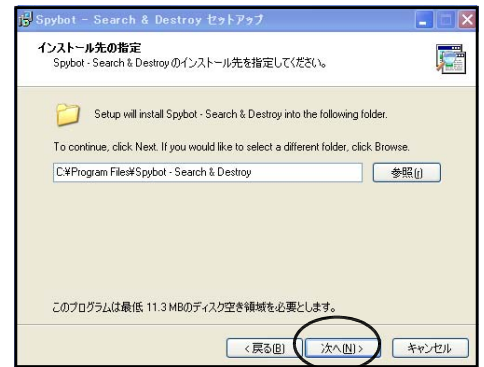 Spybot - Search & Destroy セットアップ
インストール先の指定
Spybot - Search & Destroy のインストール先を指定してください。
Setup will install Spybot - Search & Destroy into the following folder.
To continue, click Next. If you would like to select a different folder, click Browse.
C:¥Program Files¥Spybot - Search & Destroy
参照(r)
このプログラムは最低 11.3 MBのディスク空き領域を必要とします。
< 戻る(B)
次へ(N) >
キャンセル